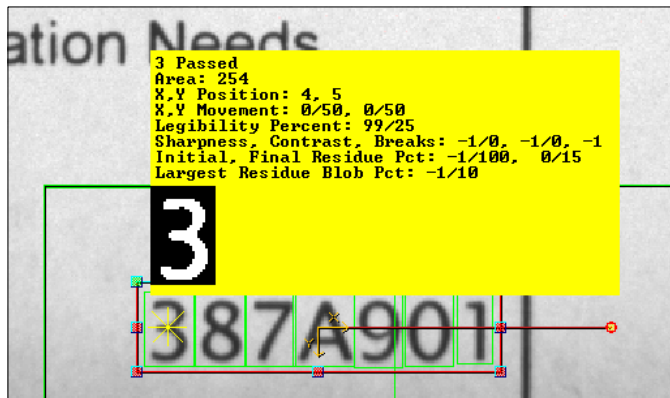 ation Needs
3 Passed
Area: 254
X,Y Position: 4, 5
X,Y Movement: 0/50, 0/50
Legibility Percent: 99/25
Sharpness, Contrast, Breaks: -1/0, -1/0, -1
Initial, Final Residue Pct: -1/100, 0/15
Largest Residue Blob Pct: -1/10
3
387A901
X
Y